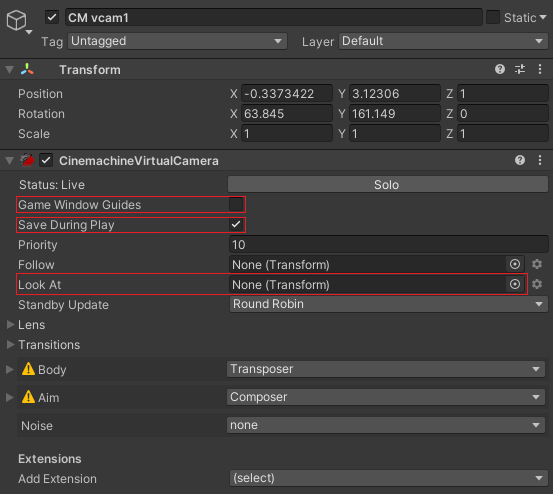 CM vcam1 Static
Tag Untagged Layer Default
Transform
Position X -0.3373422 Y 3.12306 Z 1
Rotation X 63.845 Y 161.149 Z 0
Scale X 1 Y 1 Z 1
CinemachineVirtualCamera
Status: Live Solo
Game Window Guides
Save During Play
Priority 10
Follow None (Transform)
Look At None (Transform)
Standby Update Round Robin
Lens
Transitions
Body Transposer
Aim Composer
Noise none
Extensions
Add Extension (select)